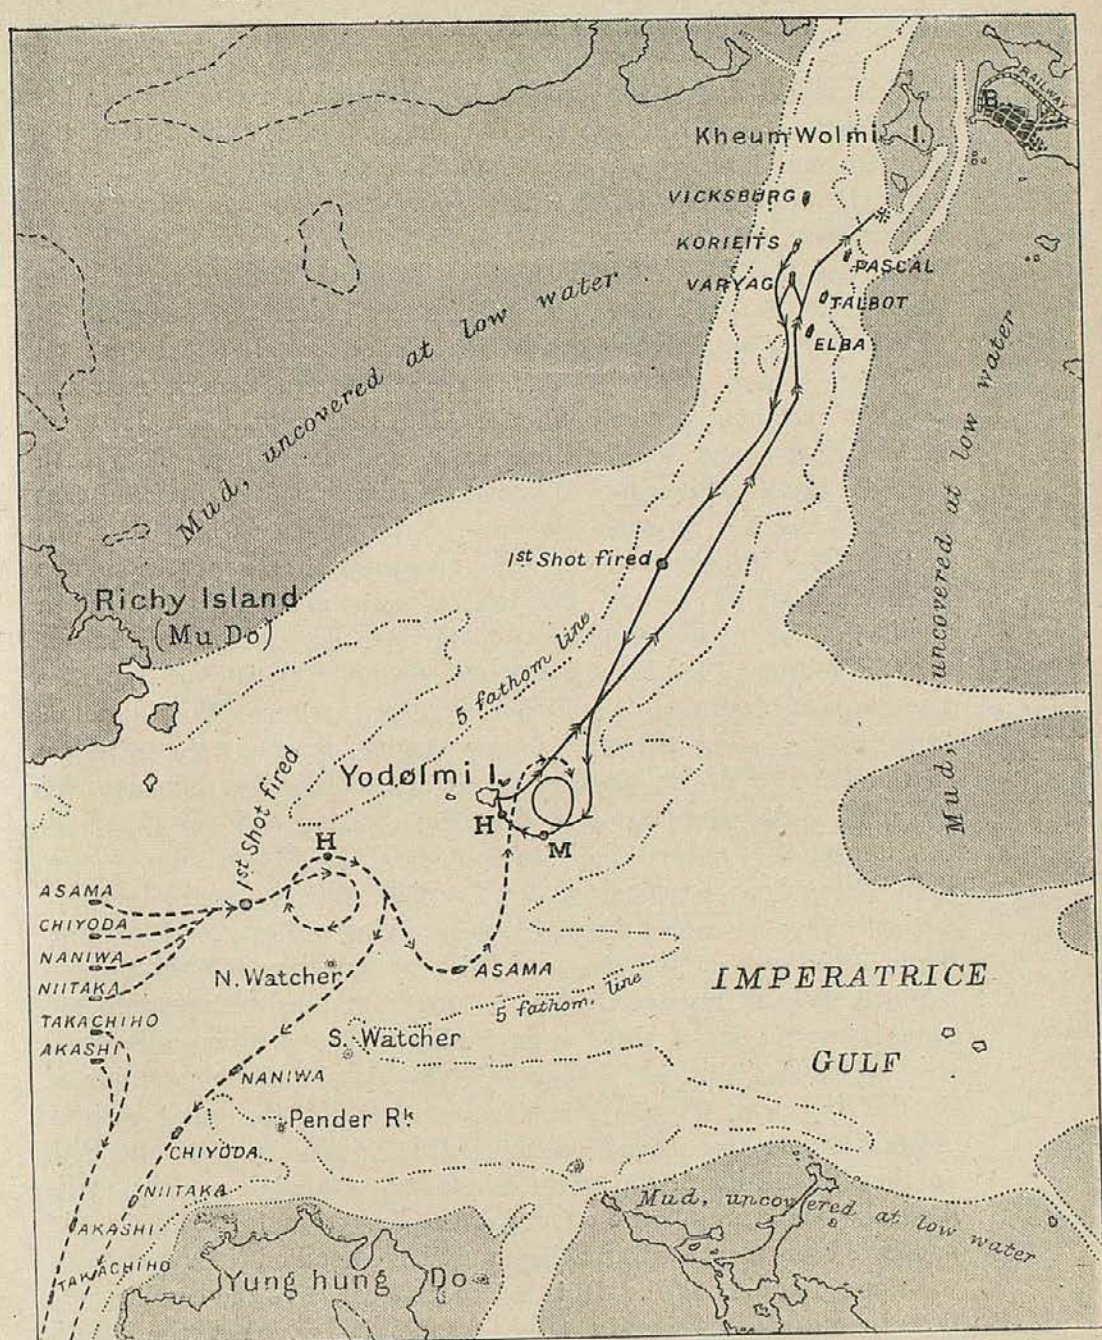 RAILWAY
B.
Kheum Wolmi I.
VICKSBURG
KORIEITS
PASCAL
VARYAG
TALBOT
ELBA
Mud, uncovered at low water
Mud, uncovered at low water
1st Shot fired
Richy Island
(Mu Do)
5 fathom line
Yodølmi I.
1st Shot fired
H
H
M
ASAMA
CHIYODA
NANIWA
NIITAKA
TAKACHIHO
AKASHI
N. Watcher
ASAMA
IMPERATRICE
GULF
5 fathom, line
S. Watcher
NANIWA
Pender Rk.
CHIYODA
NIITAKA
AKASHI
TAKACHIHO
Mud, uncovered at low water
Yung hung Do